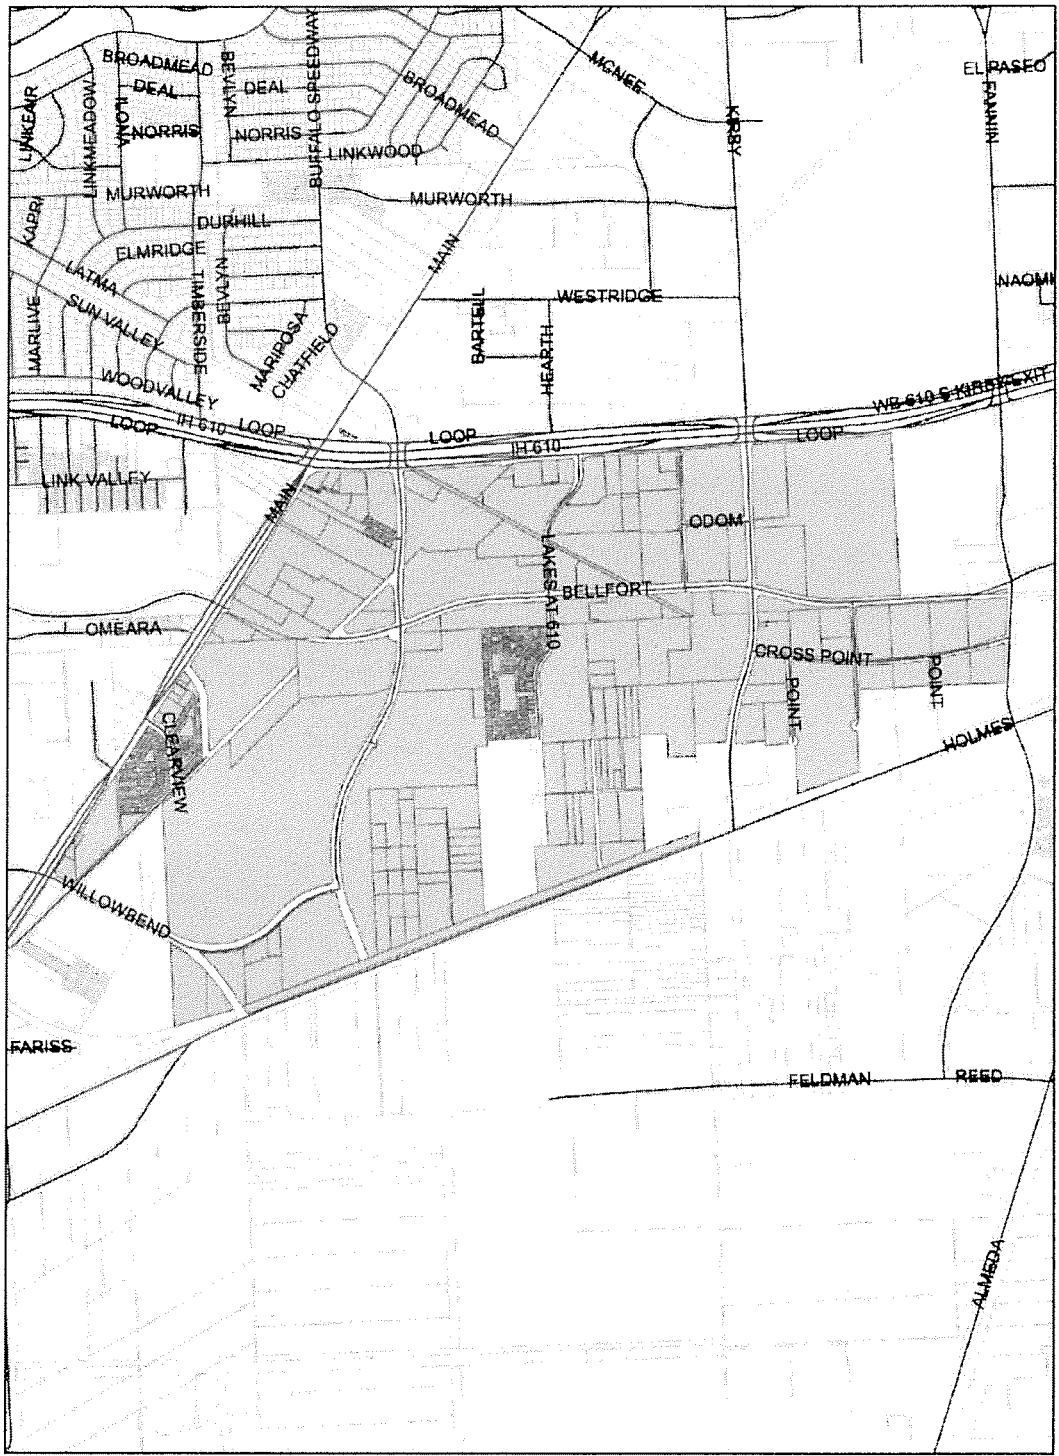 BROADMEAD
BEVLYN
BUFFALO SPEEDWAY
MCNEE
EL PASEO
DEAL
DEAL
BROADMEAD
LINKFAIR
LINKMEADOW
ILONA
NORRIS
NORRIS
KIRBY
FANNIN
LINKWOOD
MURWORTH
MURWORTH
KAPRI
DURHILL
ELMRIDGE
MAIN
LATMA
TIMBERSIDE
BEVLYN
NAOMI
SUN VALLEY
WESTRIDGE
BARTELL
MARLIVE
MARIPOSA
CHATFIELD
HEARTH
WOODVALLEY
WB 610 S KIRBY EXIT
IH 610
LOOP
LOOP
LOOP
LOOP
IH 610
LINK VALLEY
MAIN
ODOM
LAKES AT 610
BELLFORT
OMEARA
CROSS POINT
POINT
POINT
CLEARVIEW
HOLMES
WILLOWBEND
FARISS
FELDMAN
REED
ALMEDA